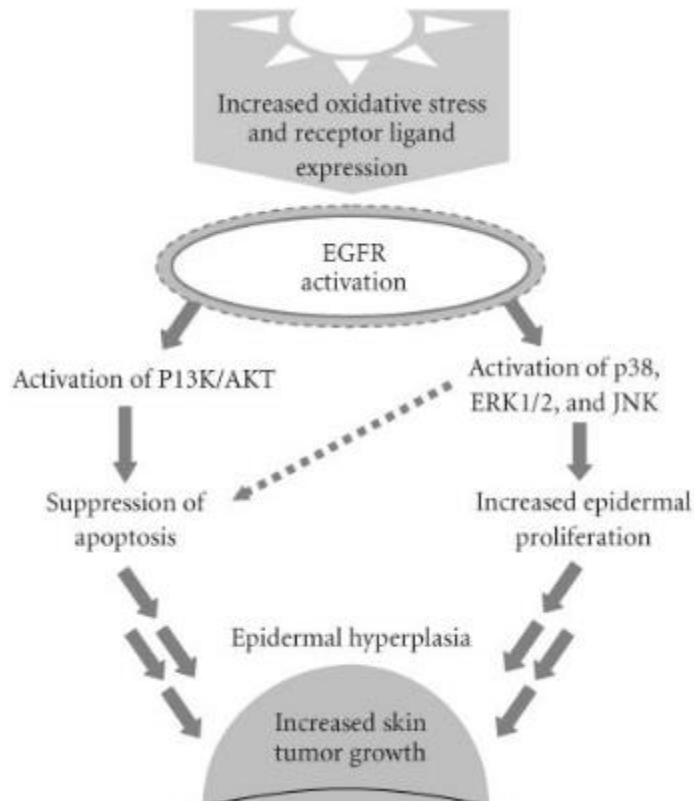 Increased oxidative stress
and receptor ligand
expression
EGFR
activation
Activation of P13K/AKT
Activation of p38,
ERK1/2, and JNK
Suppression of
apoptosis
Increased epidermal
proliferation
Epidermal hyperplasia
Increased skin
tumor growth